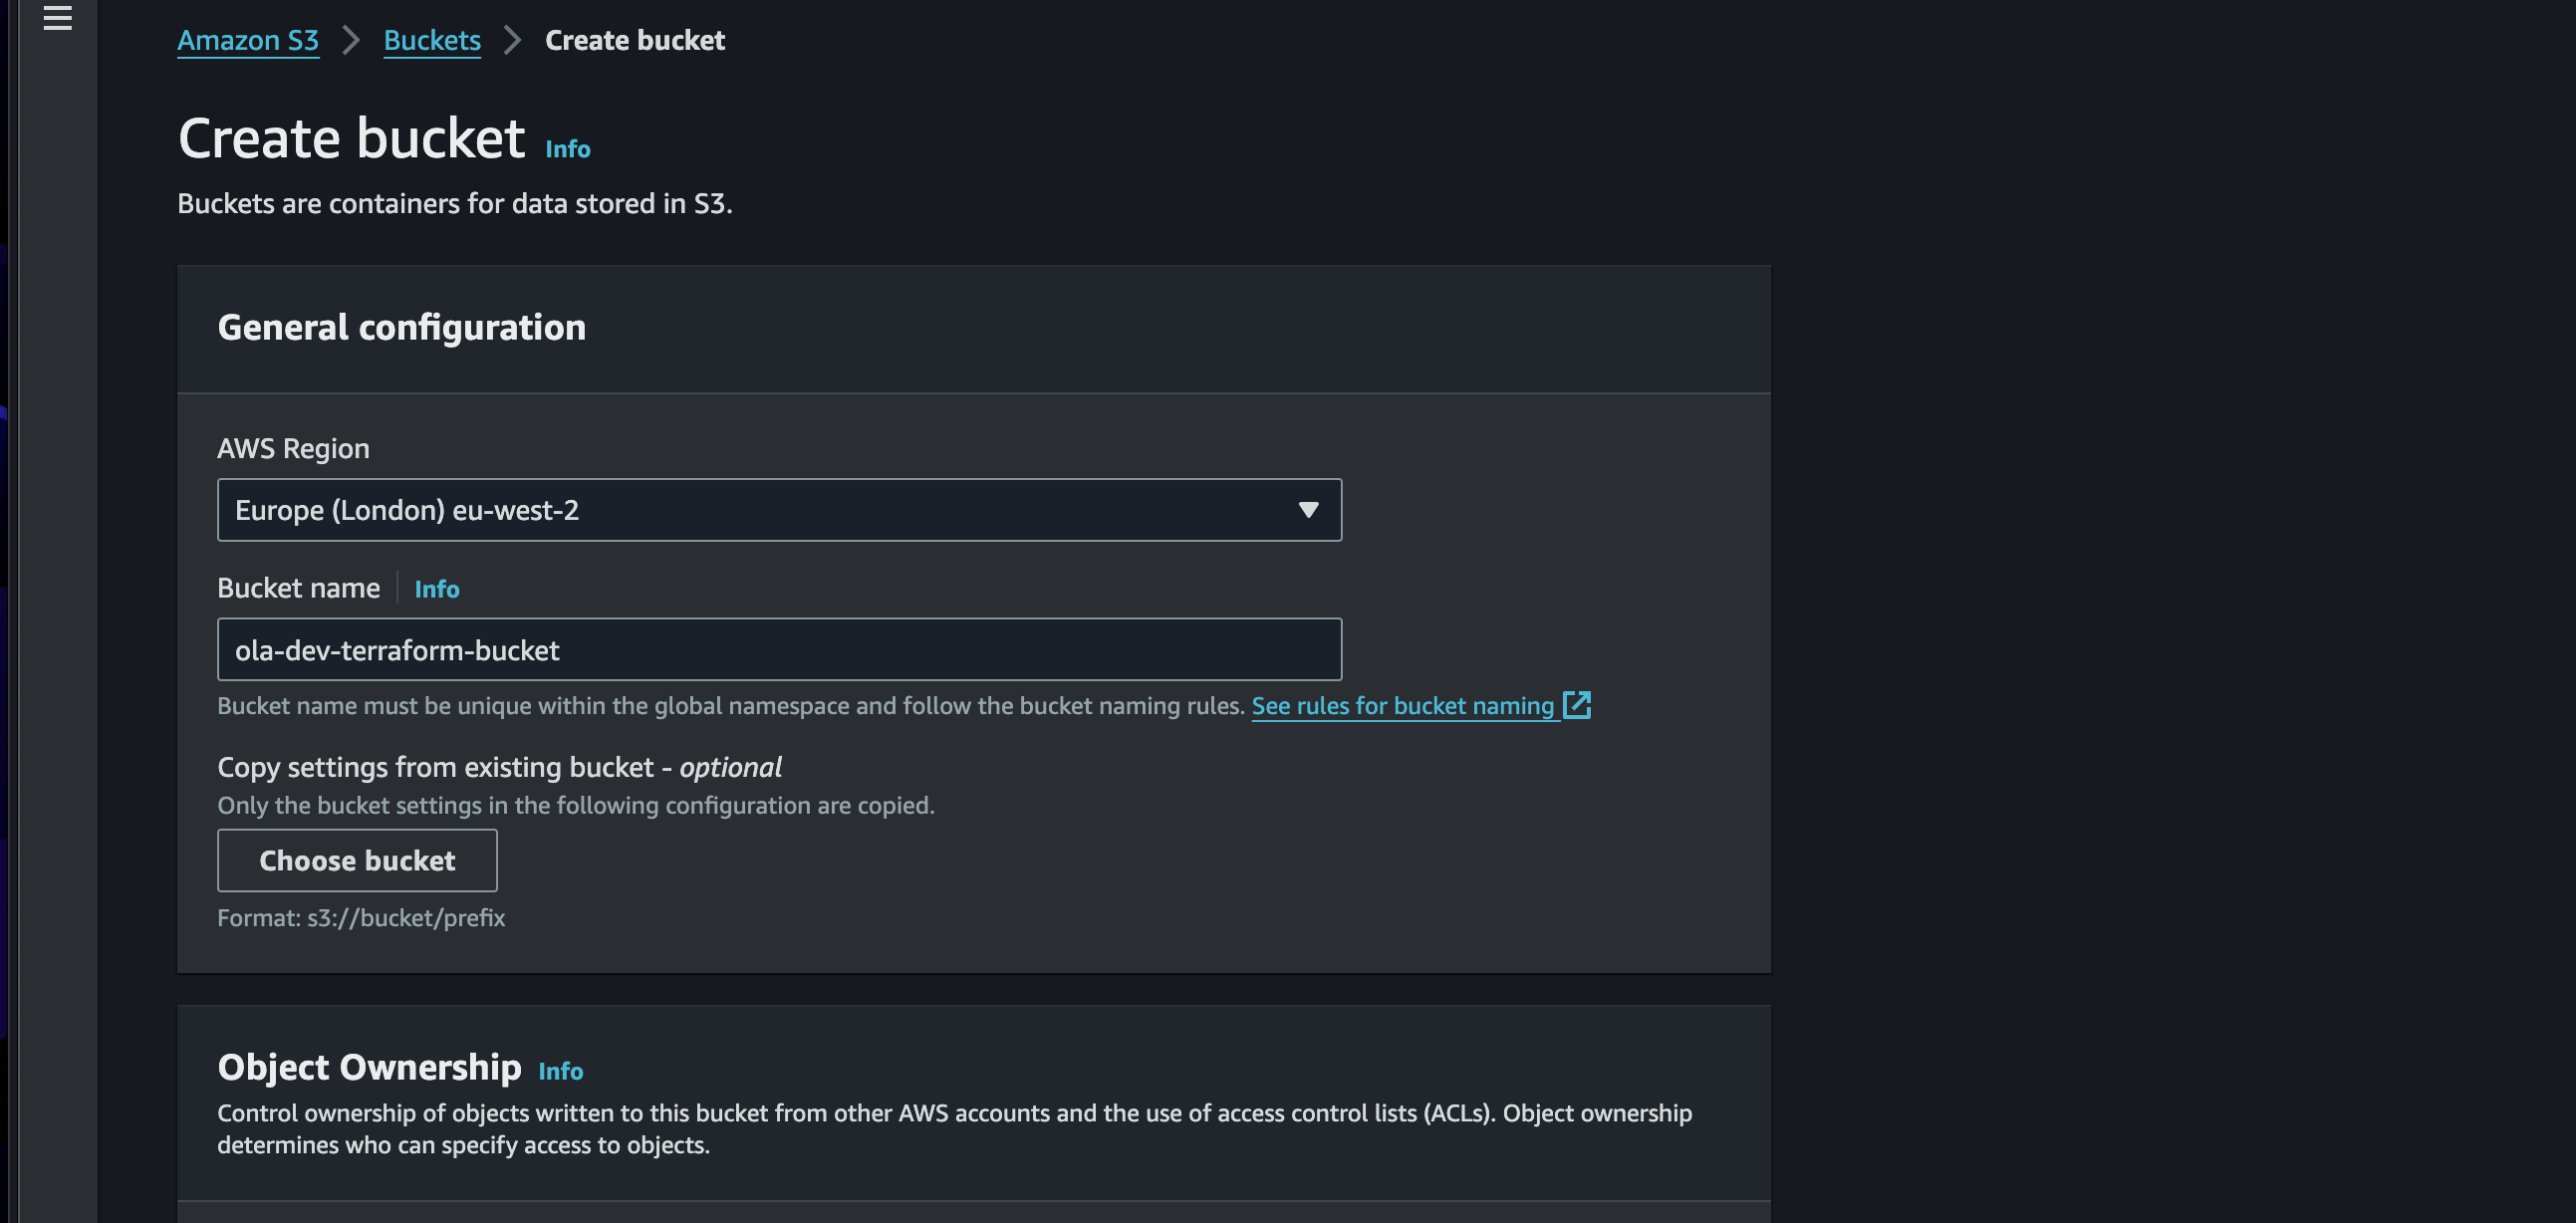 Amazon S3 > Buckets > Create bucket
Create bucket Info
Buckets are containers for data stored in S3.
General configuration
AWS Region
Europe (London) eu-west-2
Bucket name Info
ola-dev-terraform-bucket
Bucket name must be unique within the global namespace and follow the bucket naming rules. See rules for bucket naming
Copy settings from existing bucket - optional
Only the bucket settings in the following configuration are copied.
Choose bucket
Format: s3://bucket/prefix
Object Ownership Info
Control ownership of objects written to this bucket from other AWS accounts and the use of access control lists (ACLs). Object ownership
determines who can specify access to objects.